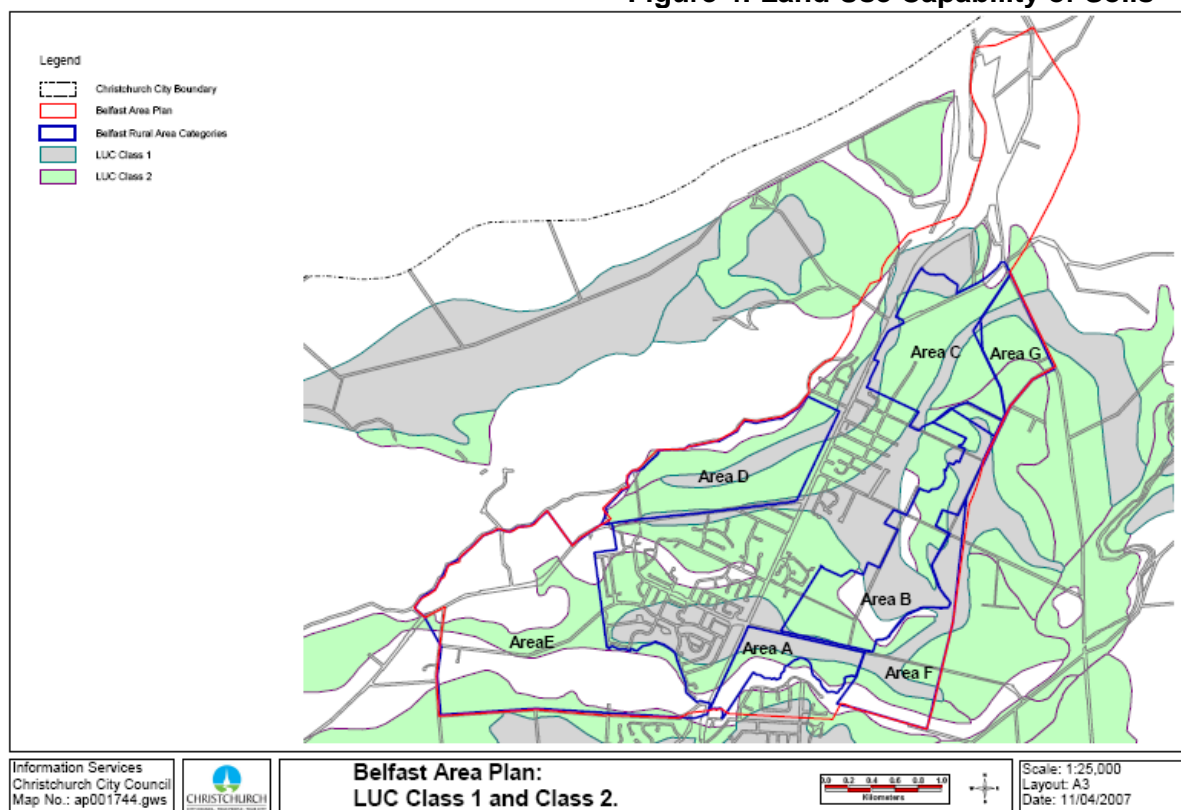 Figure 4: Land Use Capability of Soils
Legend
Christchurch City Boundary
Belfast Area Plan
Belfast Rural Area Categories
LUC Class 1
LUC Class 2
Area C
Area G
Area D
Area B
AreaE
Area A
Area F
Information Services
Christchurch City Council
Map No.: ap001744.gws
CHRISTCHURCH
Belfast Area Plan:
LUC Class 1 and Class 2.
0.0 0.2 0.4 0.6 0.8 1.0
Kilometers
Scale: 1:25,000
Layout: A3
Date: 11/04/2007